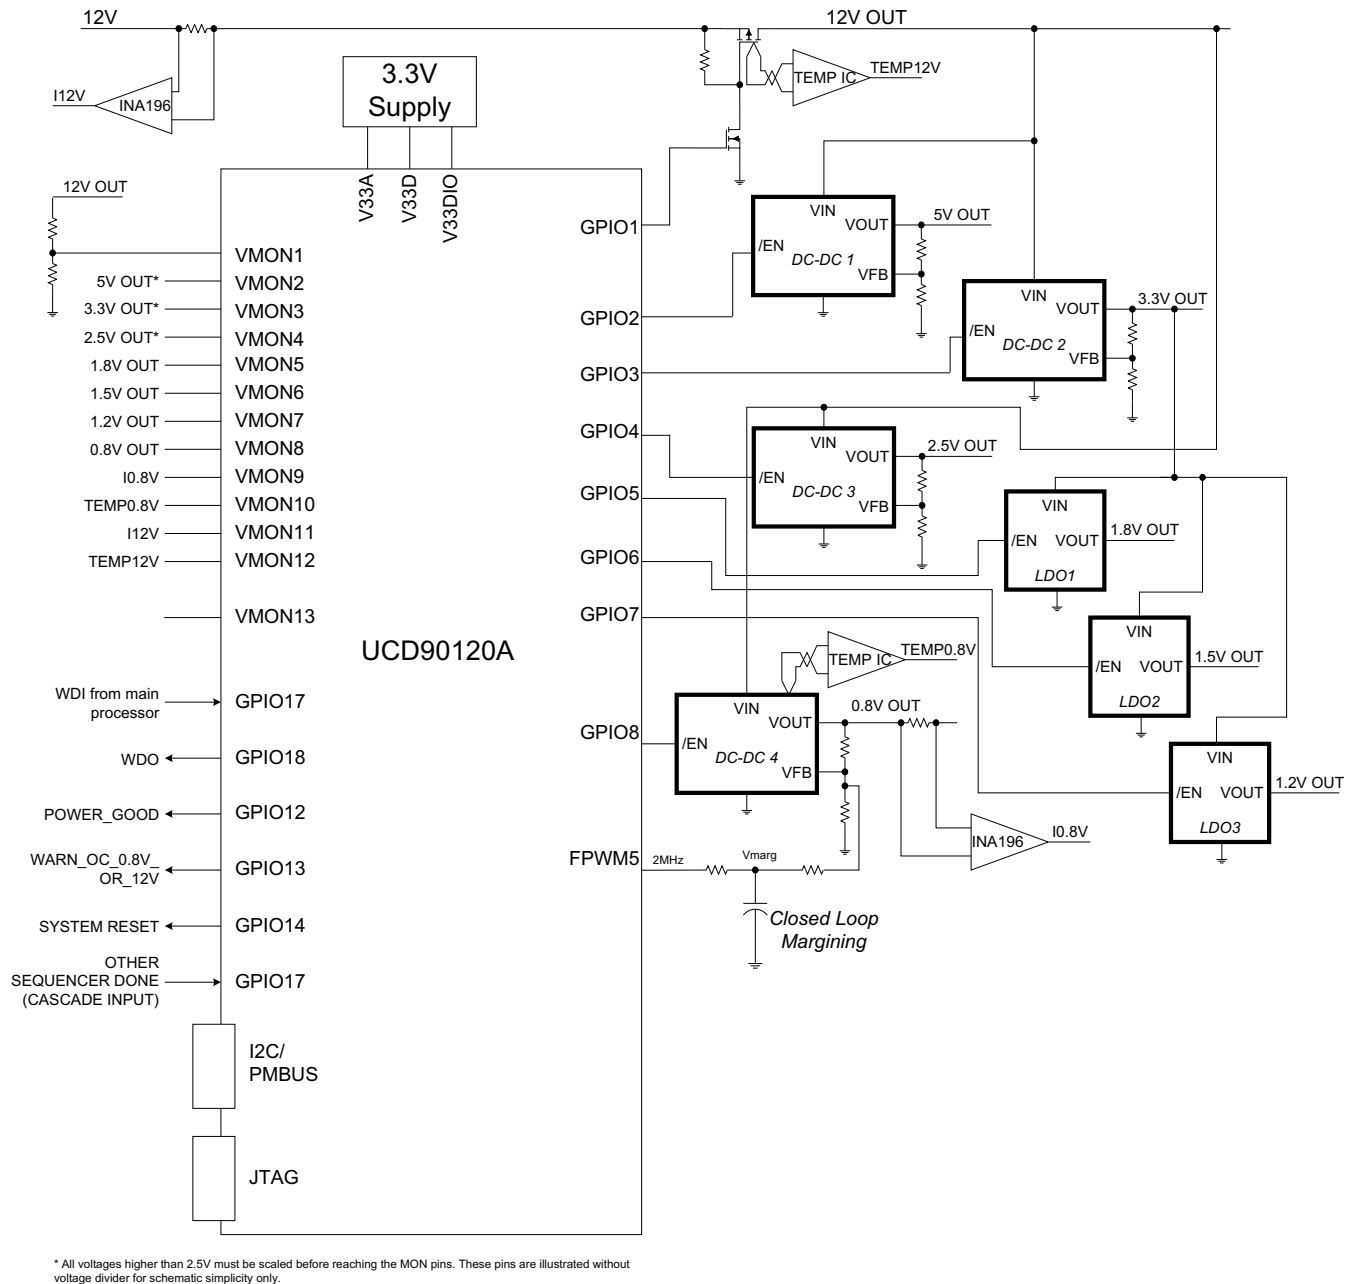 12V
12V OUT
3.3V
Supply
TEMP IC
TEMP12V
I12V
INA196
V33A
V33D
V33DIO
12V OUT
GPIO1
VIN
VOUT
5V OUT
/EN
DC-DC 1
VFB
VMON1
5V OUT*
VMON2
3.3V OUT*
VMON3
2.5V OUT*
VMON4
1.8V OUT
VMON5
1.5V OUT
VMON6
1.2V OUT
VMON7
0.8V OUT
VMON8
I0.8V
VMON9
TEMP0.8V
VMON10
I12V
VMON11
TEMP12V
VMON12
VMON13
UCD90120A
GPIO2
GPIO3
VIN
VOUT
3.3V OUT
/EN
DC-DC 2
VFB
GPIO4
VIN
VOUT
2.5V OUT
/EN
DC-DC 3
VFB
GPIO5
VIN
/EN
VOUT
1.8V OUT
LDO1
GPIO6
GPIO7
VIN
/EN
VOUT
1.5V OUT
LDO2
TEMP IC
TEMP0.8V
WDI from main
processor
GPIO17
WDO
GPIO18
POWER_GOOD
GPIO12
WARN_OC_0.8V_
OR_12V
GPIO13
SYSTEM RESET
GPIO14
OTHER
SEQUENCER DONE
(CASCADE INPUT)
GPIO17
GPIO8
VIN
VOUT
0.8V OUT
/EN
DC-DC 4
VFB
VIN
/EN
VOUT
1.2V OUT
LDO3
INA196
I0.8V
FPWM5
2MHz
Vmarg
Closed Loop
Margining
I2C/
PMBUS
JTAG
* All voltages higher than 2.5V must be scaled before reaching the MON pins. These pins are illustrated without
voltage divider for schematic simplicity only.